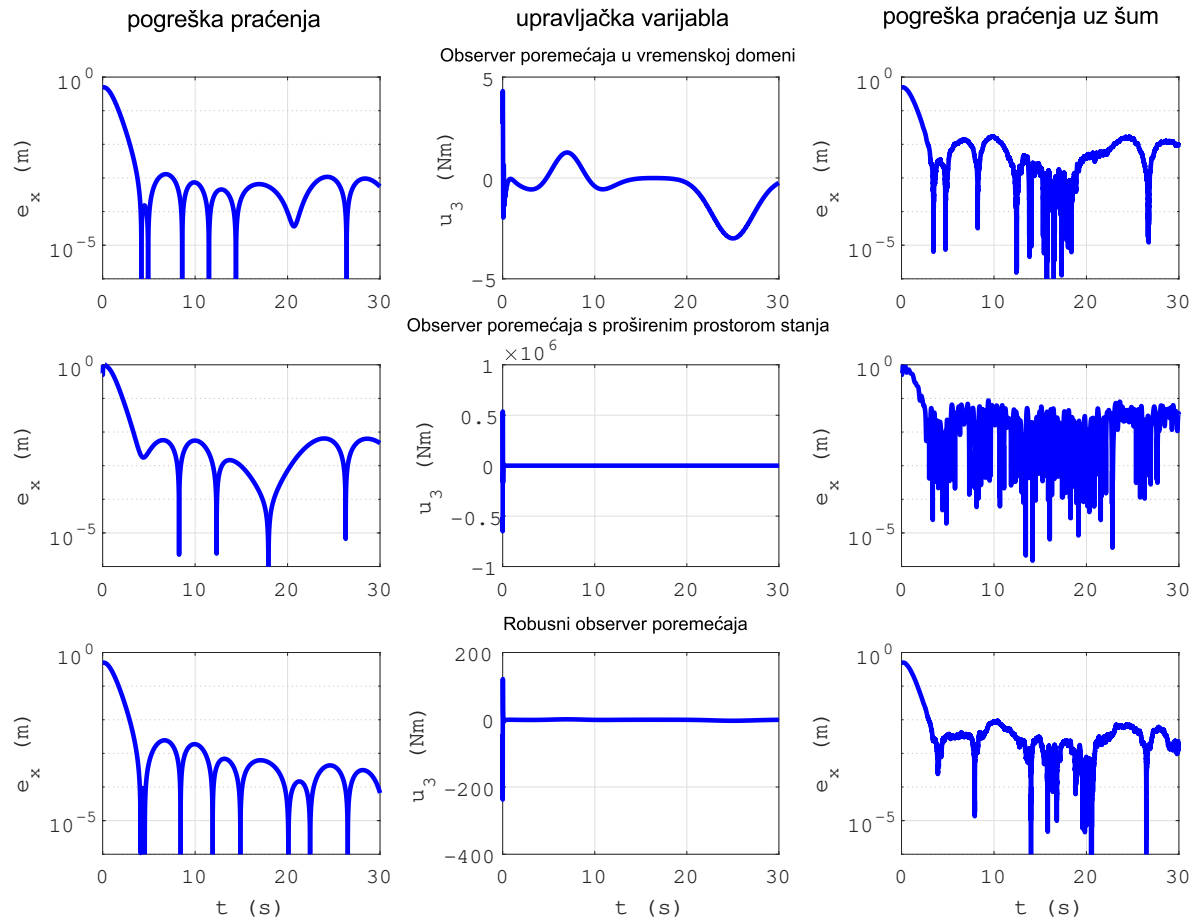 pogreška praćenja
upravljačka varijabla
pogreška praćenja uz šum
Observer poremećaja u vremenskoj domeni
10^0
10^-5
e_x (m)
0 10 20 30
5
0
-5
u_3 (Nm)
0 10 20 30
10^0
10^-5
e_x (m)
0 10 20 30
Observer poremećaja s proširenim prostorom stanja
10^0
10^-5
e_x (m)
0 10 20 30
×10^6
1
0.5
0
-0.5
-1
u_3 (Nm)
0 10 20 30
10^0
10^-5
e_x (m)
0 10 20 30
Robusni observer poremećaja
10^0
10^-5
e_x (m)
0 10 20 30
t (s)
200
0
-200
-400
u_3 (Nm)
0 10 20 30
t (s)
10^0
10^-5
e_x (m)
0 10 20 30
t (s)